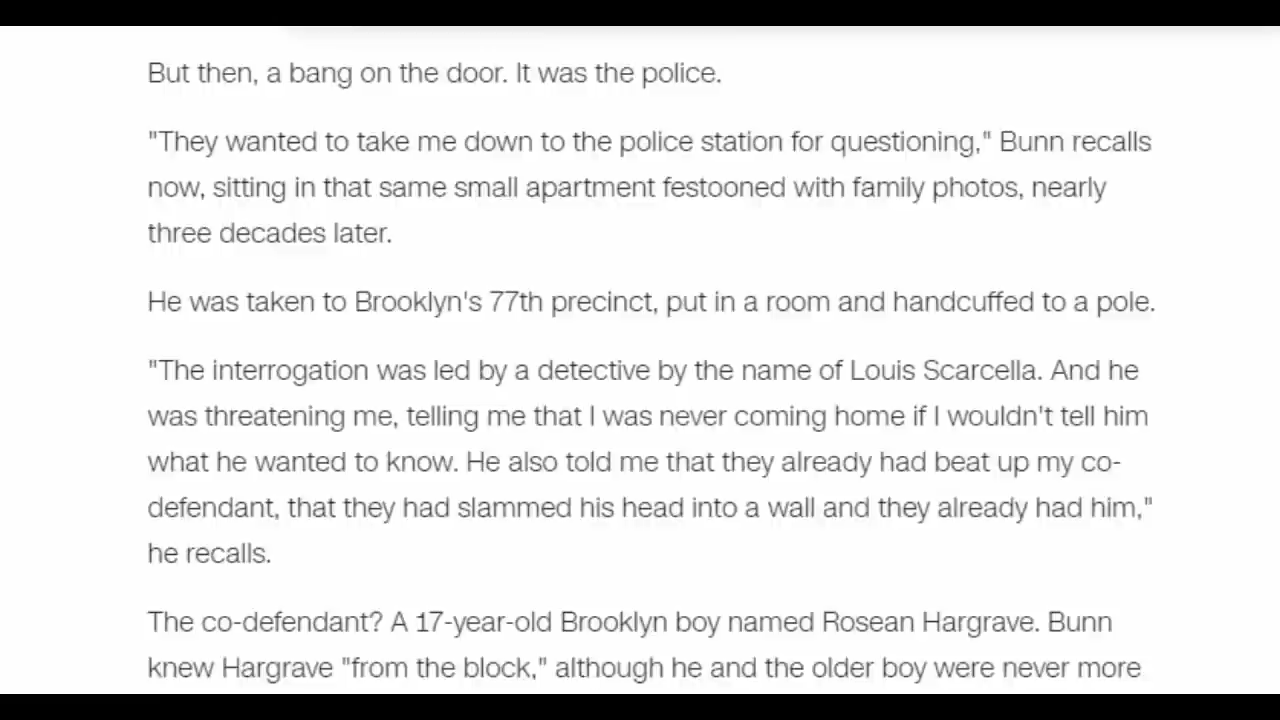 But then, a bang on the door. It was the police.
"They wanted to take me down to the police station for questioning," Bunn recalls
now, sitting in that same small apartment festooned with family photos, nearly
three decades later.
He was taken to Brooklyn's 77th precinct, put in a room and handcuffed to a pole.
"The interrogation was led by a detective by the name of Louis Scarcella. And he
was threatening me, telling me that I was never coming home if I wouldn't tell him
what he wanted to know. He also told me that they already had beat up my co-
defendant, that they had slammed his head into a wall and they already had him,"
he recalls.
The co-defendant? A 17-year-old Brooklyn boy named Rosean Hargrave. Bunn
knew Hargrave "from the block," although he and the older boy were never more